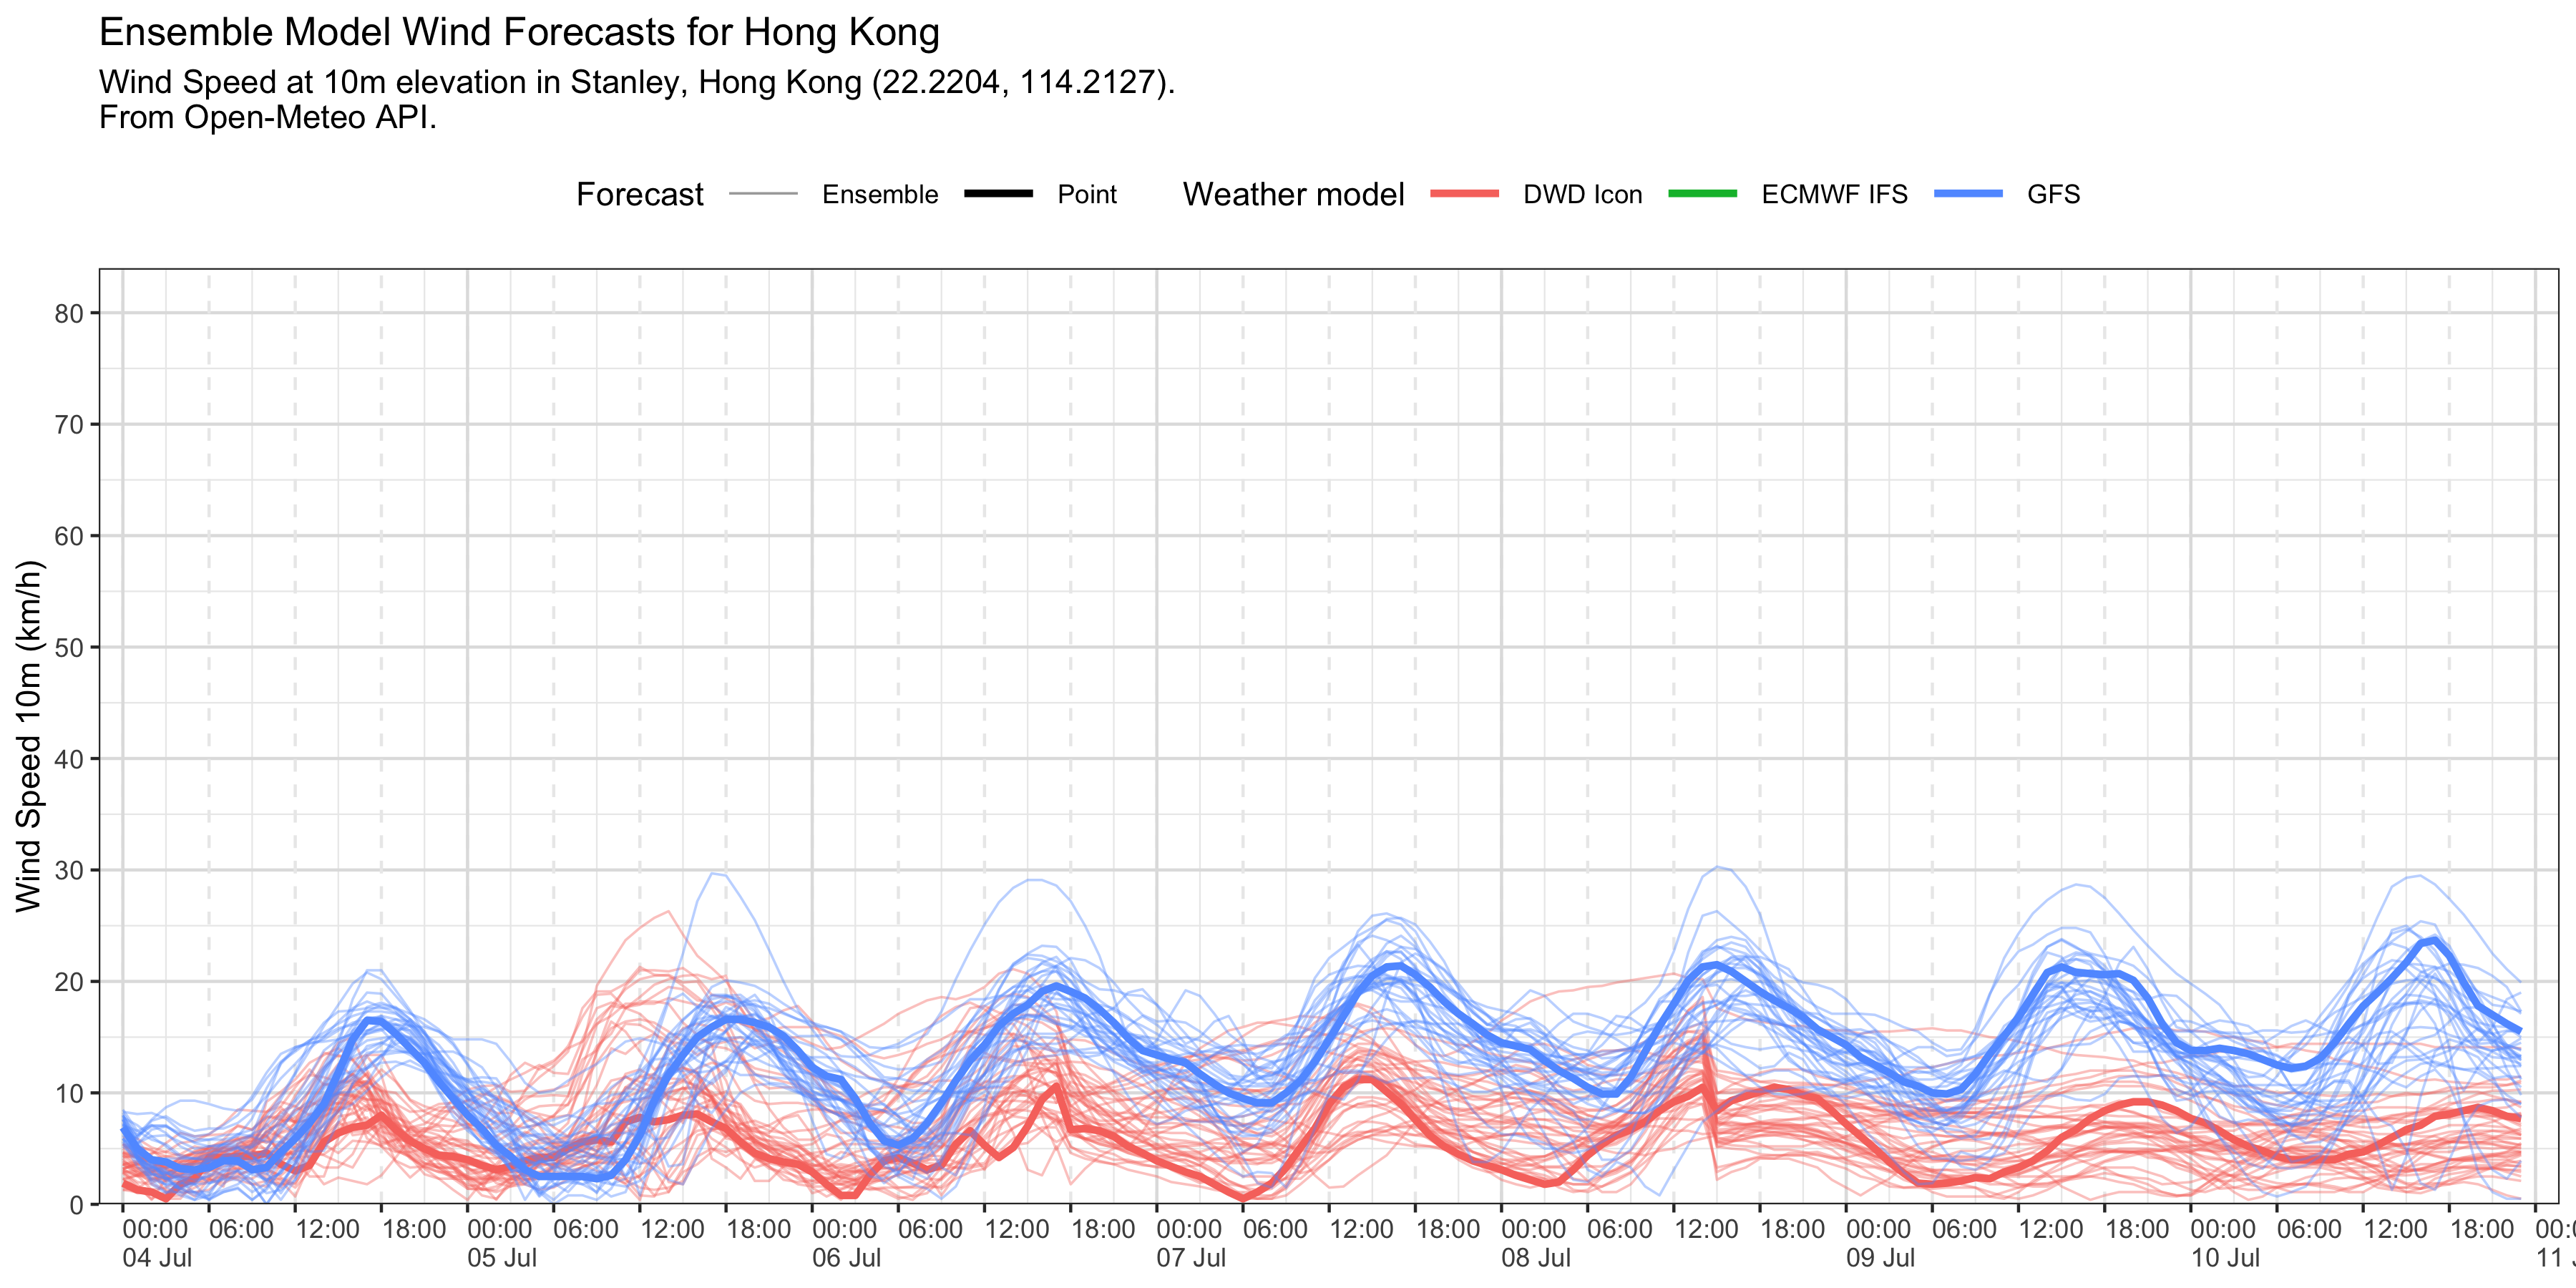 Ensemble Model Wind Forecasts for Hong Kong
Wind Speed at 10m elevation in Stanley, Hong Kong (22.2204, 114.2127).
From Open-Meteo API.
Forecast Ensemble Point Weather model DWD Icon ECMWF IFS GFS
Wind Speed 10m (km/h)
80
70
60
50
40
30
20
10
0
00:00 06:00 12:00 18:00 00:00 06:00 12:00 18:00 00:00 06:00 12:00 18:00 00:00 06:00 12:00 18:00 00:00 06:00 12:00 18:00 00:00 06:00 12:00 18:00 00:00 06:00 12:00 18:00 00:0
04 Jul 05 Jul 06 Jul 07 Jul 08 Jul 09 Jul 10 Jul 11 J